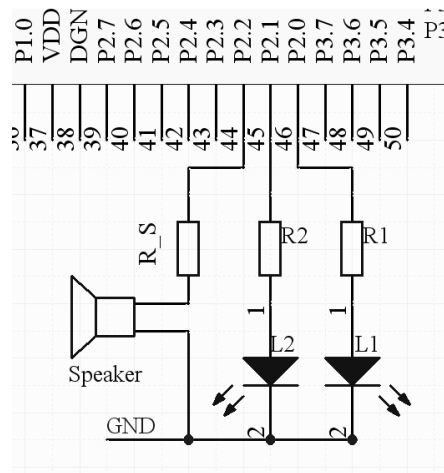 P1.0
VDD
DGN
P2.7
P2.6
P2.5
P2.4
P2.3
P2.2
P2.1
P2.0
P3.7
P3.6
P3.5
P3.4
P3
37
38
39
40
41
42
43
44
45
46
47
48
49
50
R_S
R2
R1
1
1
L2
L1
Speaker
GND
2
2